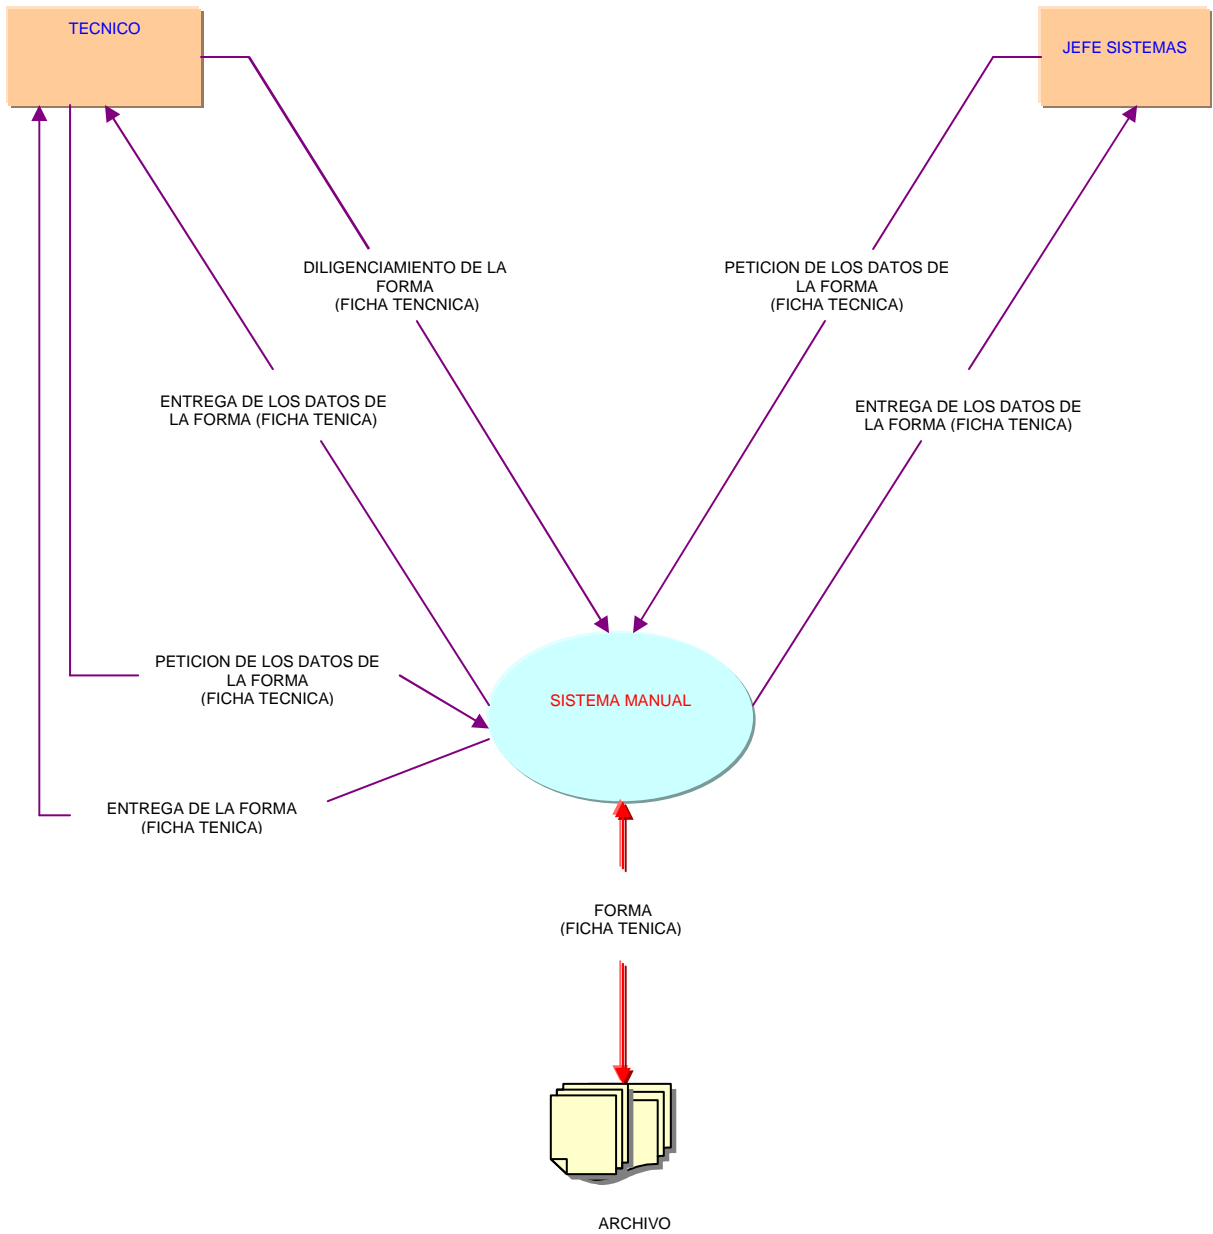 TECNICO
JEFE SISTEMAS
DILIGENCIAMIENTO DE LA
FORMA
(FICHA TENCNICA)
PETICION DE LOS DATOS DE
LA FORMA
(FICHA TECNICA)
ENTREGA DE LOS DATOS DE
LA FORMA (FICHA TENICA)
ENTREGA DE LOS DATOS DE
LA FORMA (FICHA TENICA)
PETICION DE LOS DATOS DE
LA FORMA
(FICHA TECNICA)
SISTEMA MANUAL
ENTREGA DE LA FORMA
(FICHA TENICA)
FORMA
(FICHA TENICA)
ARCHIVO